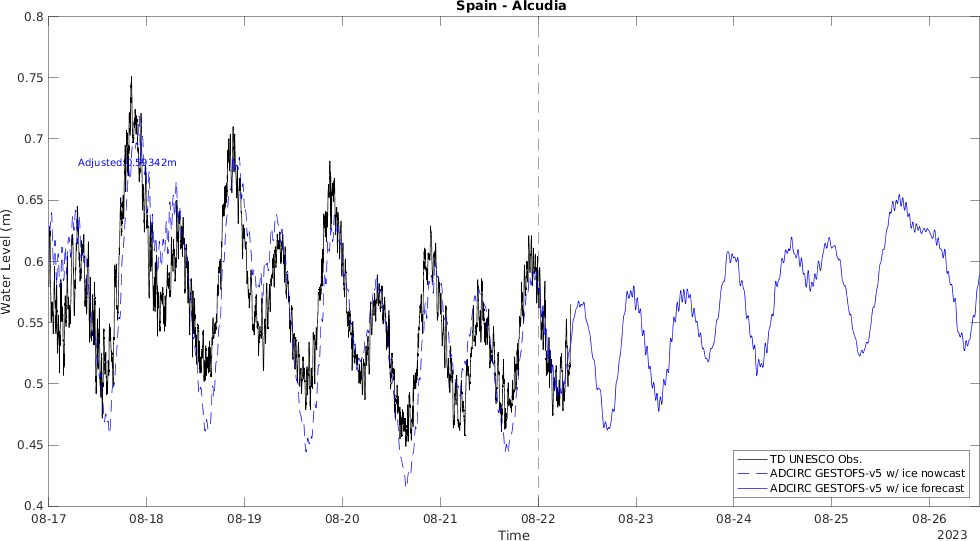 Spain - Alcudia
0.8
0.75
0.7
0.65
0.6
0.55
0.5
0.45
0.4
Water Level (m)
Adjusted:0.59342m
TD UNESCO Obs.
ADCIRC GESTOFS-v5 w/ ice nowcast
ADCIRC GESTOFS-v5 w/ ice forecast
08-17 08-18 08-19 08-20 08-21 08-22 08-23 08-24 08-25 08-26
Time
2023